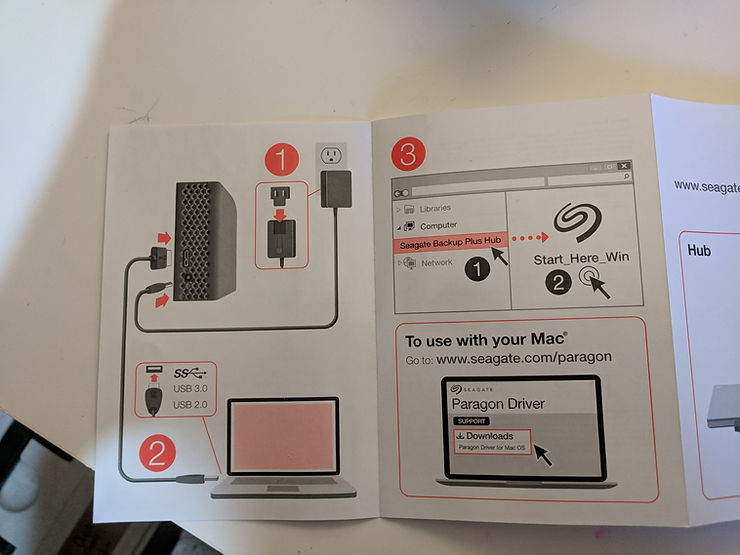 1
USB 3.0
USB 2.0
2
3
Libraries
Computer
Seagate Backup Plus Hub
Network
1
Start_Here_Win
2
To use with your Mac®
Go to: www.seagate.com/paragon
SEAGATE
Paragon Driver
SUPPORT
Downloads
Paragon Driver for Mac OS
www.seagate
Hub